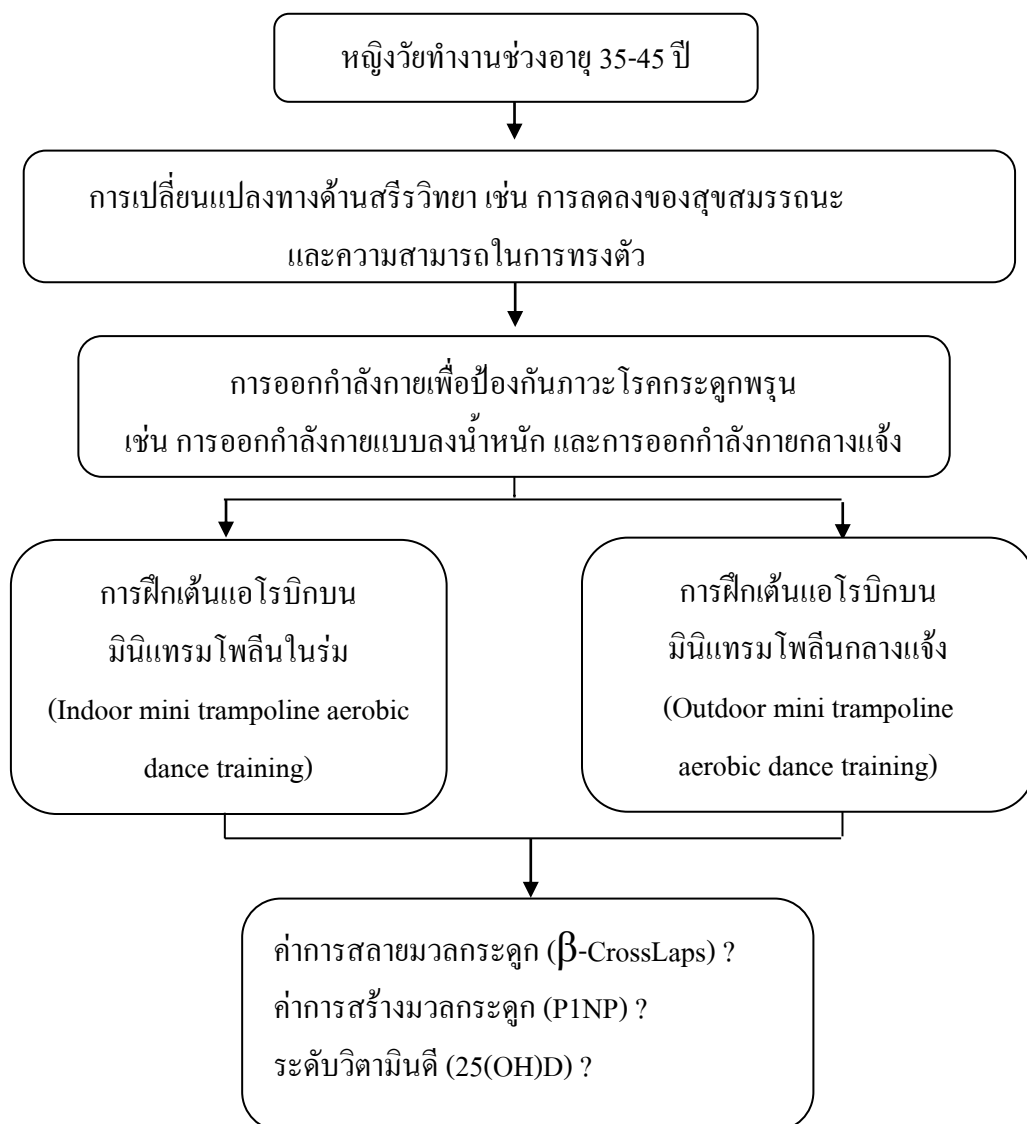 หญิงวัยทำงานช่วงอายุ 35-45 ปี
การเปลี่ยนแปลงทางด้านสรีรวิทยา เช่น การลดลงของสุขสมรรถนะ
และความสามารถในการทรงตัว
การออกกำลังกายเพื่อป้องกันภาวะโรคกระดูกพรุน
เช่น การออกกำลังกายแบบลงน้ำหนัก และการออกกำลังกายกลางแจ้ง
การฝึกเต้นแอโรบิกบน
มินิแทรมโพลีนในร่ม
(Indoor mini trampoline aerobic
dance training)
การฝึกเต้นแอโรบิกบน
มินิแทรมโพลีนกลางแจ้ง
(Outdoor mini trampoline
aerobic dance training)
ค่าการสลายมวลกระดูก (β-CrossLaps) ?
ค่าการสร้างมวลกระดูก (P1NP) ?
ระดับวิตามินดี (25(OH)D) ?